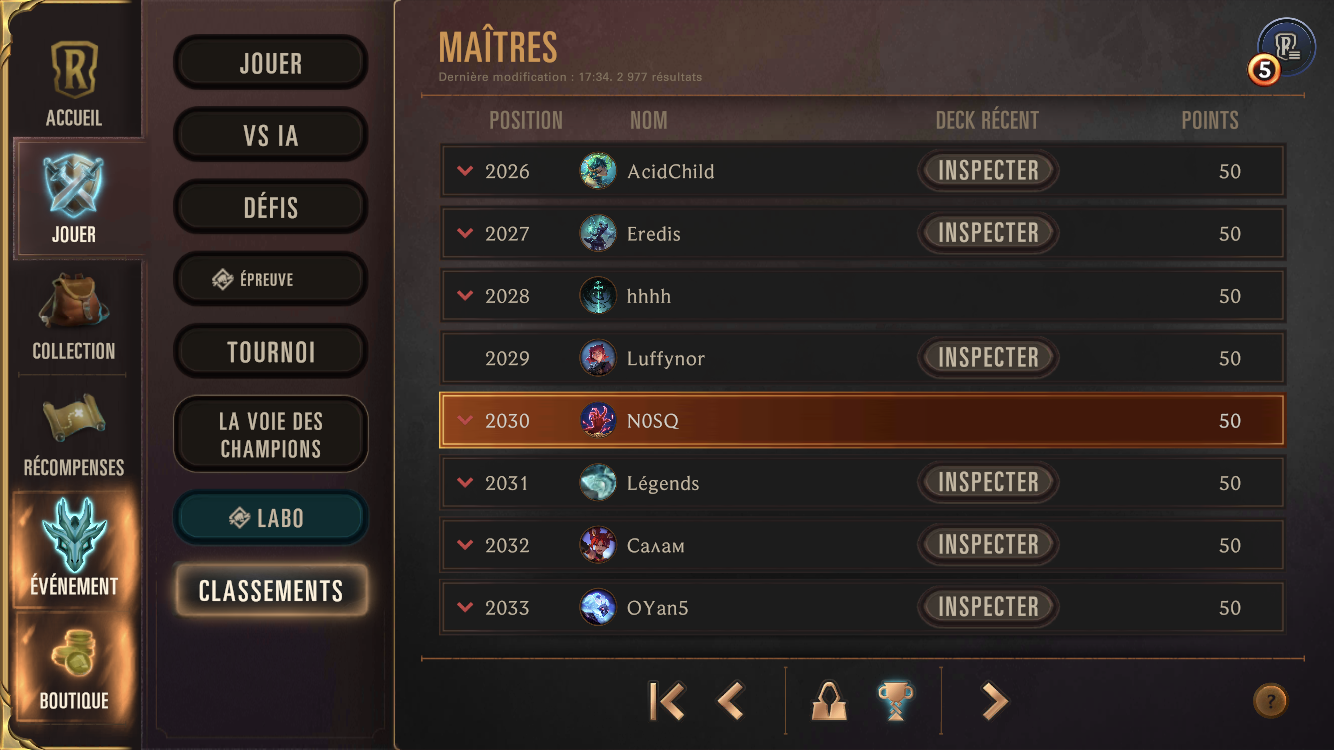 ACCUEIL
JOUER
COLLECTION
RÉCOMPENSES
ÉVÉNEMENT
BOUTIQUE
JOUER
VS IA
DÉFIS
ÉPREUVE
TOURNOI
LA VOIE DES
CHAMPIONS
LABO
CLASSEMENTS
MAÎTRES
Dernière modification : 17:34. 2 977 résultats
5
POSITION NOM DECK RÉCENT POINTS
2026 AcidChild INSPECTER 50
2027 Eredis INSPECTER 50
2028 hhhh 50
2029 Luffynor INSPECTER 50
2030 N0SQ 50
2031 Légends INSPECTER 50
2032 Салам INSPECTER 50
2033 OYan5 INSPECTER 50
?